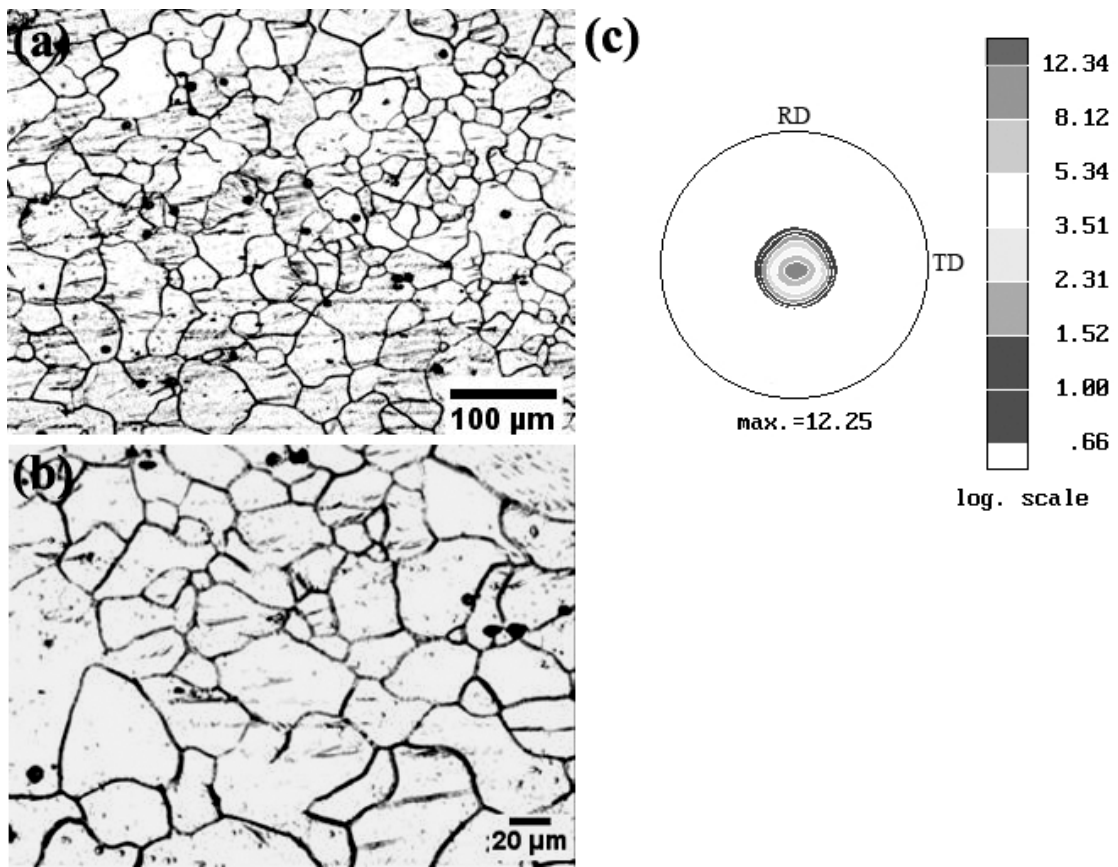 (a)
100 μm
(b)
20 μm
(c)
RD
TD
max.=12.25
12.34
8.12
5.34
3.51
2.31
1.52
1.00
.66
log. scale